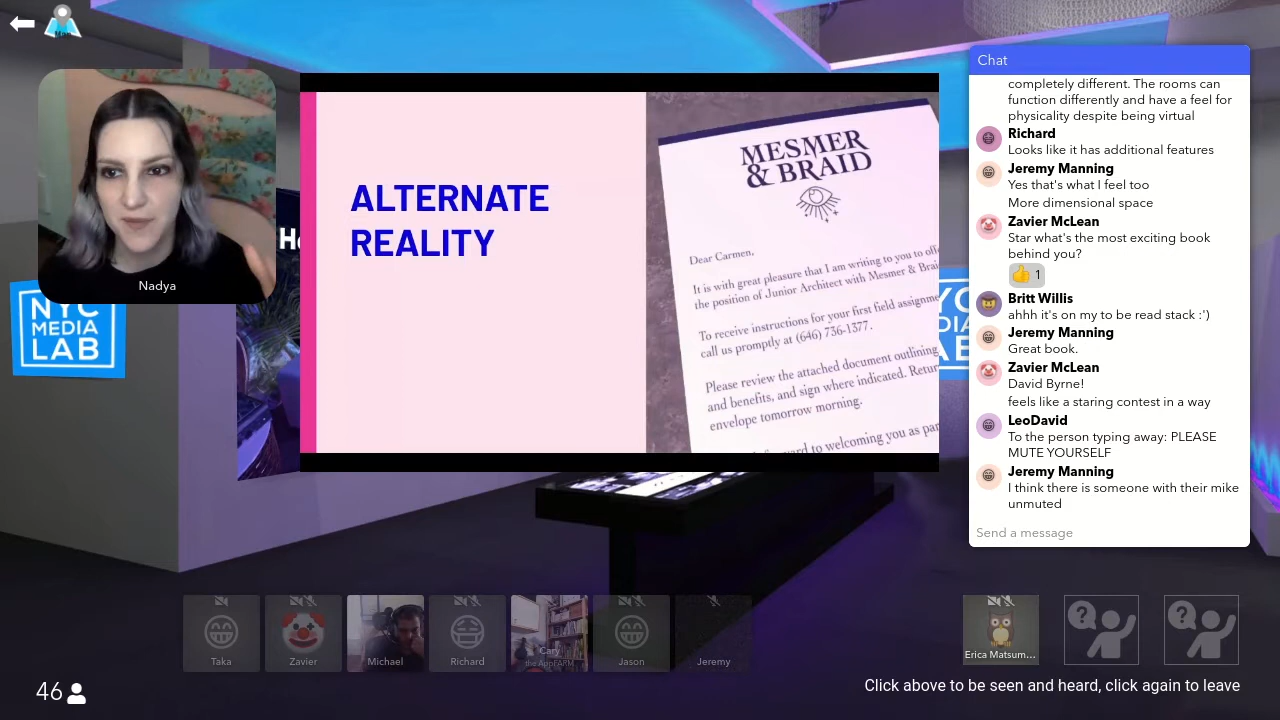 Map
Nadya
He
NYC
MEDIA
LAB
ALTERNATE
REALITY
MESMER
& BRAID
Dear Carmen,
It is with great pleasure that I am writing to you to
the position of Junior Architect with Mesmer &
To receive instructions for your first field
call us promptly at (646) 736-1377.
Please review the attached document outlining
and benefits, and sign where indicated.
envelope tomorrow morning.
to welcoming you as
Chat
completely different. The rooms can
function differently and have a feel for
physicality despite being virtual
Richard
Looks like it has additional features
Jeremy Manning
Yes that's what I feel too
More dimensional space
Zavier McLean
Star what's the most exciting book
behind you?
👍 1
Britt Willis
ahhh it's on my to be read stack :')
Jeremy Manning
Great book.
Zavier McLean
David Byrne!
feels like a staring contest in a way
LeoDavid
To the person typing away: PLEASE
MUTE YOURSELF
Jeremy Manning
I think there is someone with their mike
unmuted
Send a message
Taka
Zavier
Michael
Richard
Cary
the AppFARM
Jason
Jeremy
Erica Matsum...
46
Click above to be seen and heard, click again to leave